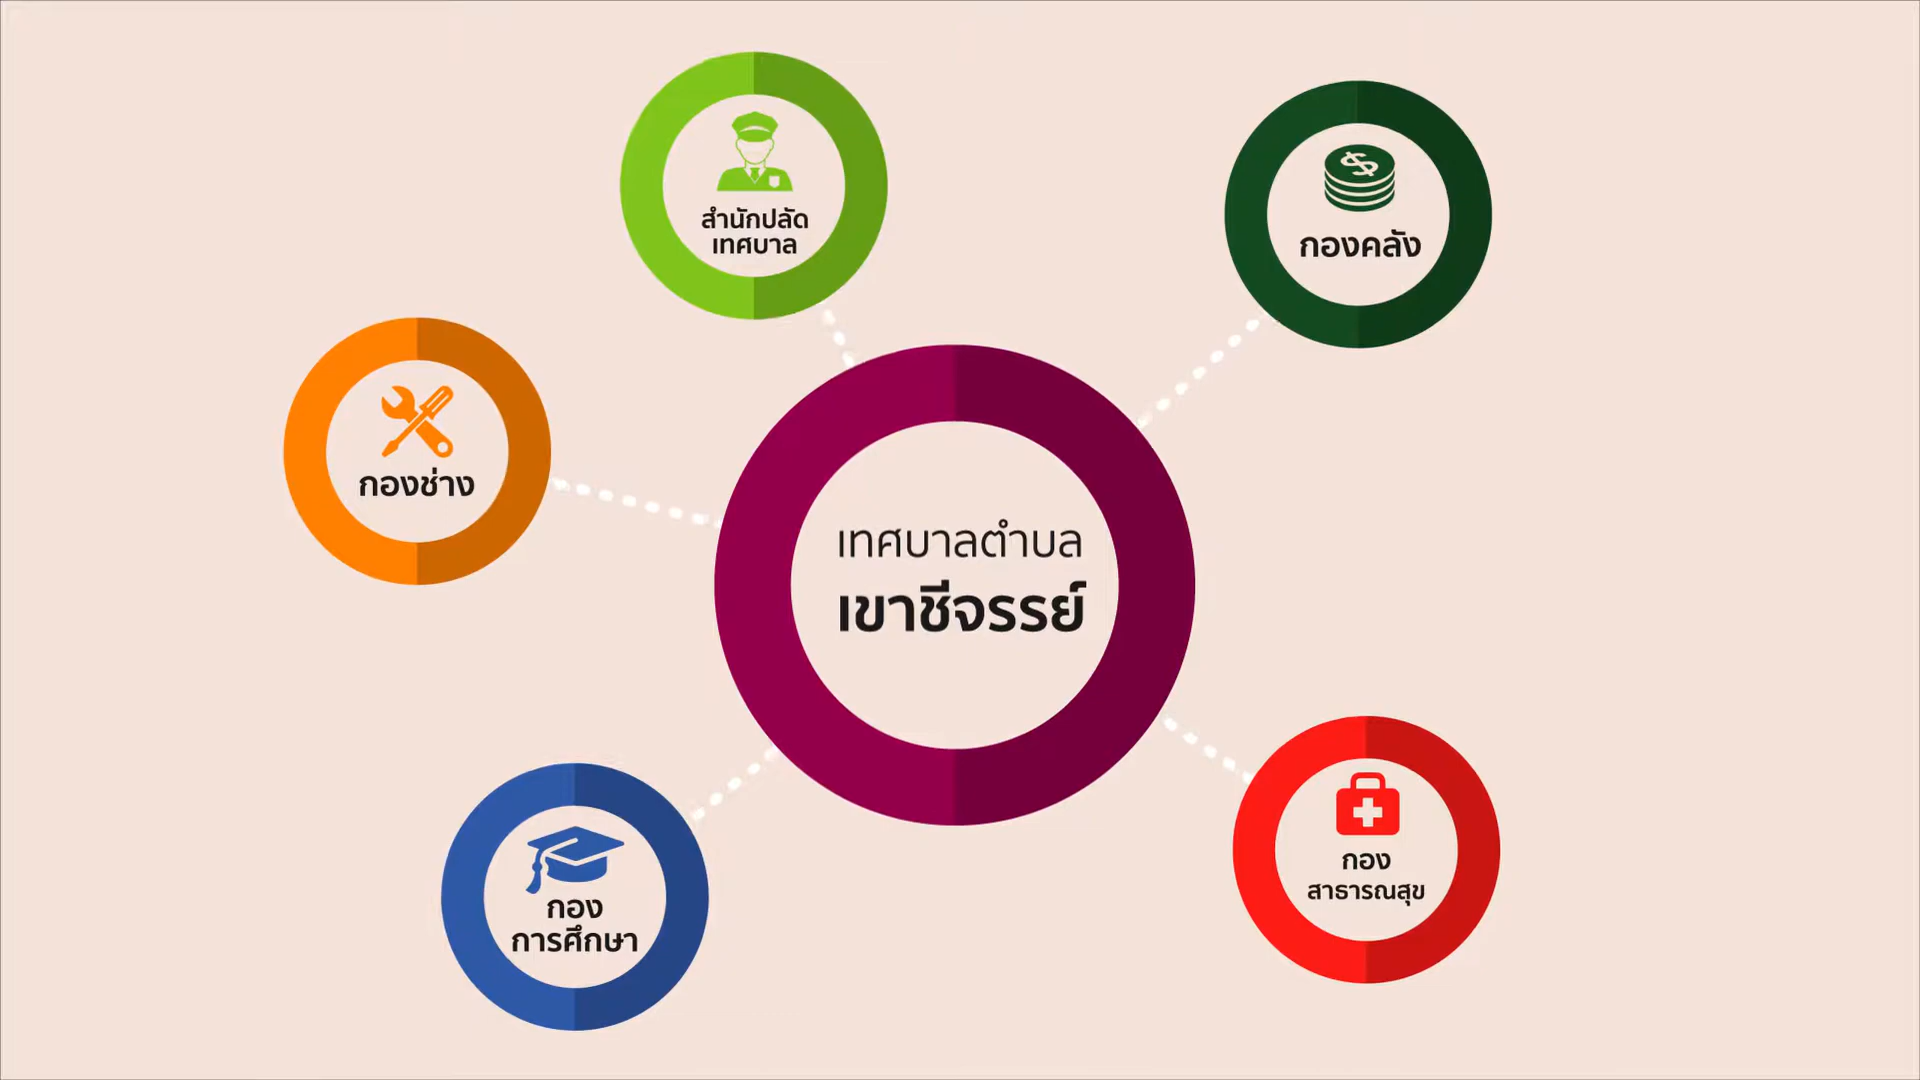 สำนักปลัด
เทศบาล
กองคลัง
กองช่าง
เทศบาลตำบล
เขาชีจรรย์
กอง
สาธารณสุข
กอง
การศึกษา